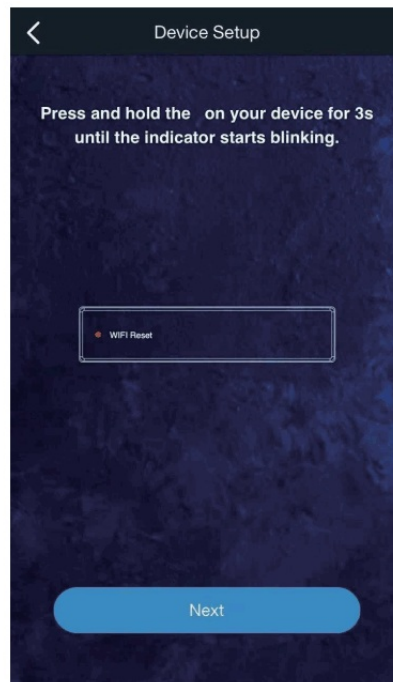 Device Setup
Press and hold the on your device for 3s
until the indicator starts blinking.
WIFI Reset
Next